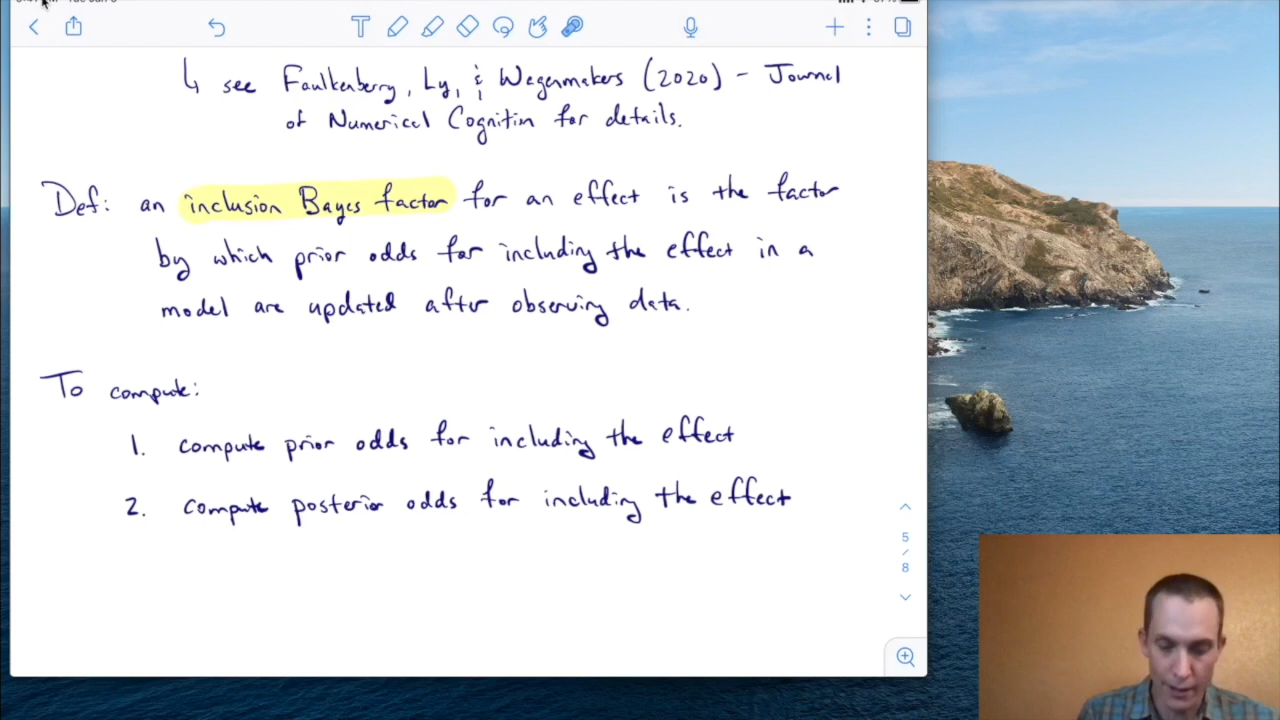 ↳ see Faulkenberry, Ly, & Wagenmakers (2020) - Journal
of Numerical Cognition for details.
Def: an inclusion Bayes factor for an effect is the factor
by which prior odds for including the effect in a
model are updated after observing data.
To compute:
1. compute prior odds for including the effect
2. compute posterior odds for including the effect
5
/
8